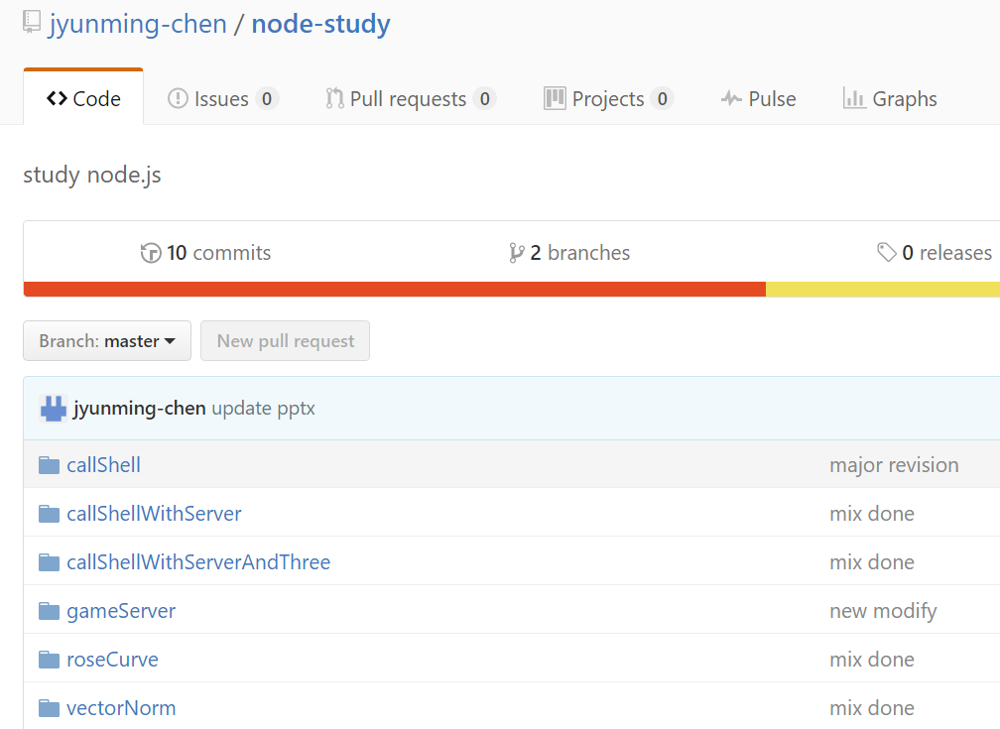 jyunming-chen / node-study
Code Issues 0 Pull requests 0 Projects 0 Pulse Graphs
study node.js
10 commits 2 branches 0 releases
Branch: master New pull request
jyunming-chen update pptx
callShell major revision
callShellWithServer mix done
callShellWithServerAndThree mix done
gameServer new modify
roseCurve mix done
vectorNorm mix done